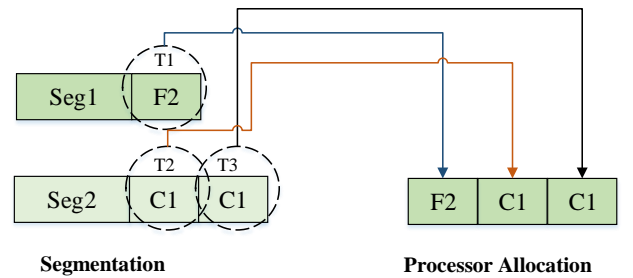 T1
Seg1 F2
T2 T3
Seg2 C1 C1
F2 C1 C1
Segmentation
Processor Allocation